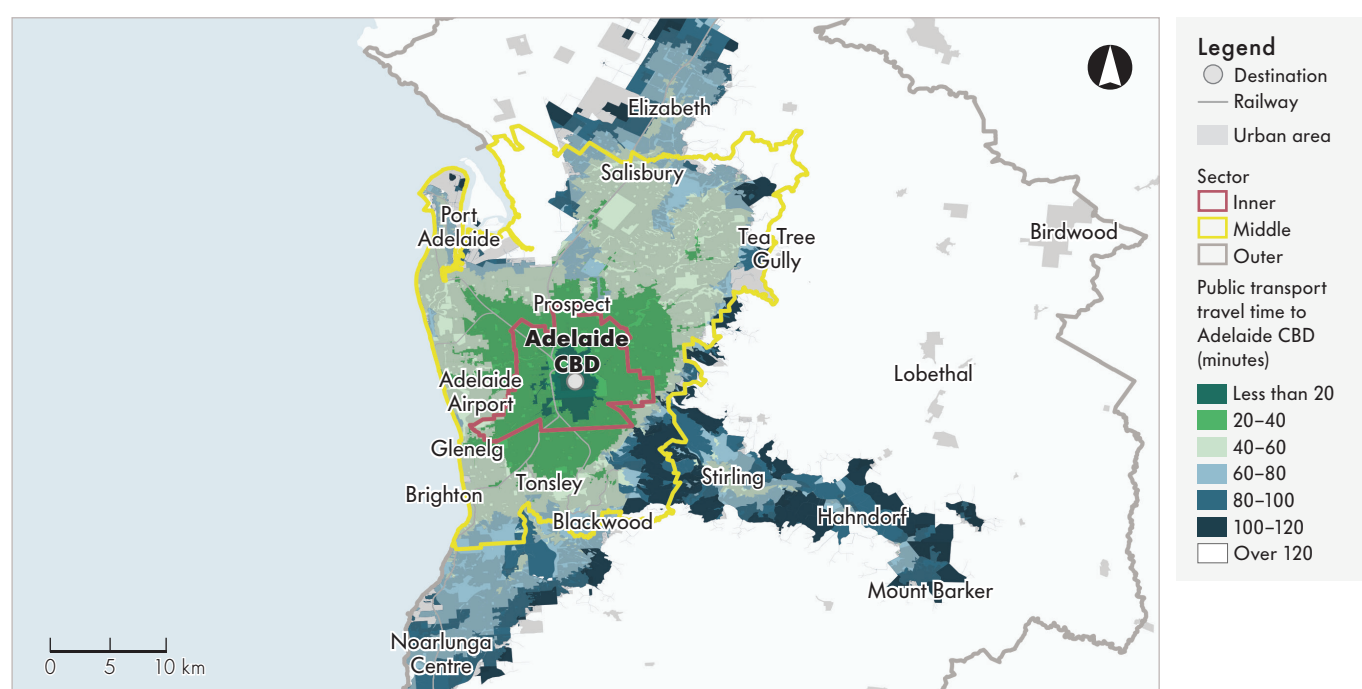 Elizabeth
Salisbury
Port
Adelaide
Tea Tree
Gully
Birdwood
Prospect
Adelaide
CBD
Adelaide
Airport
Lobethal
Glenelg
Brighton
Tonsley
Stirling
Blackwood
Hahndorf
Mount Barker
Noarlunga
Centre
0 5 10 km
Legend
Destination
Railway
Urban area
Sector
Inner
Middle
Outer
Public transport
travel time to
Adelaide CBD
(minutes)
Less than 20
20–40
40–60
60–80
80–100
100–120
Over 120